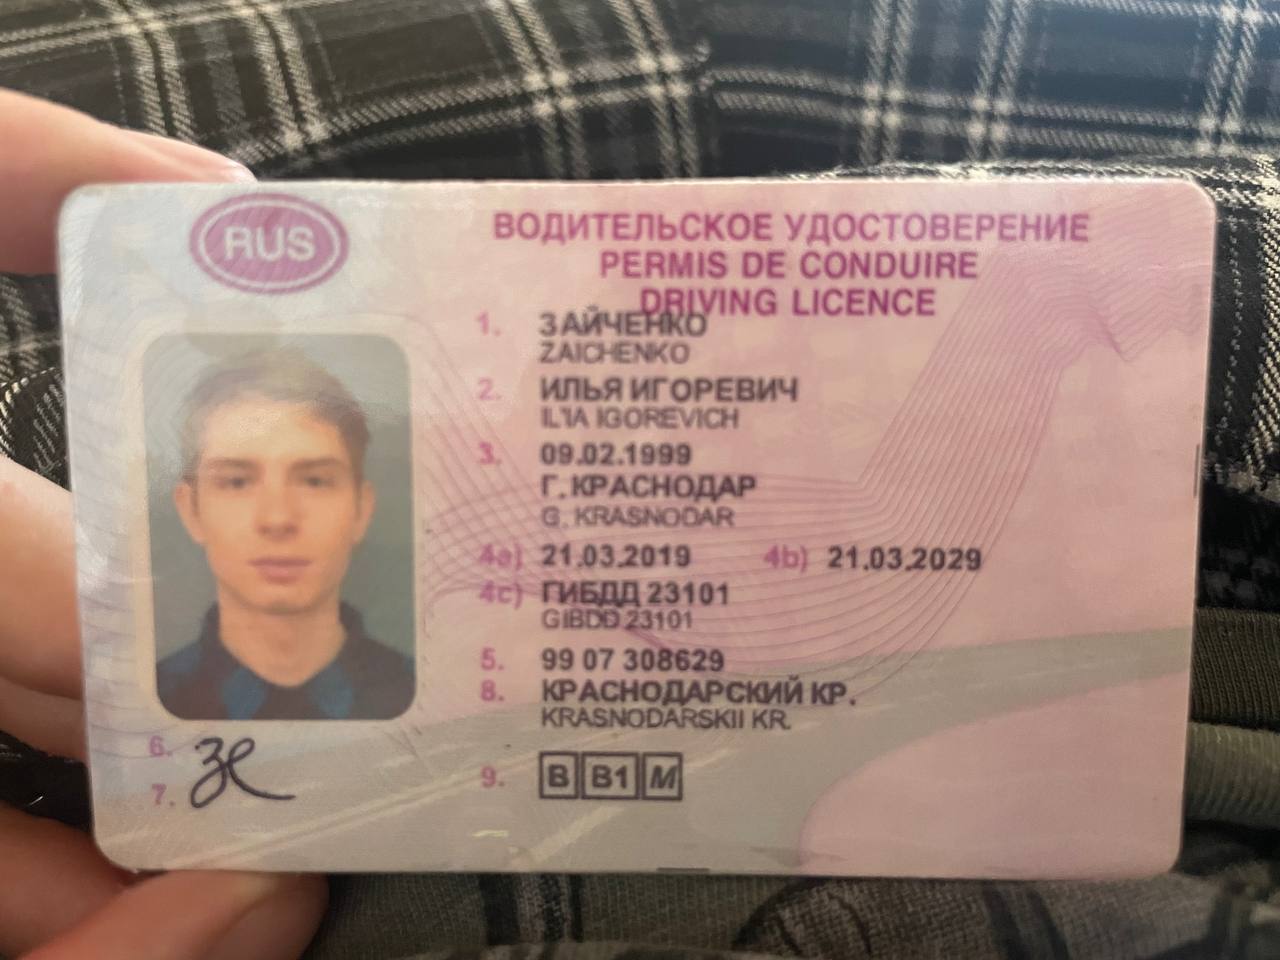 RUS
ВОДИТЕЛЬСКОЕ УДОСТОВЕРЕНИЕ
PERMIS DE CONDUIRE
DRIVING LICENCE
1. ЗАЙЧЕНКО
ZAICHENKO
2. ИЛЬЯ ИГОРЕВИЧ
IL'IA IGOREVICH
3. 09.02.1999
Г. КРАСНОДАР
G. KRASNODAR
4a) 21.03.2019 4b) 21.03.2029
4c) ГИБДД 23101
GIBDD 23101
5. 99 07 308629
8. КРАСНОДАРСКИЙ КР.
KRASNODARSKII KR.
6.
7.
9. B B1 M